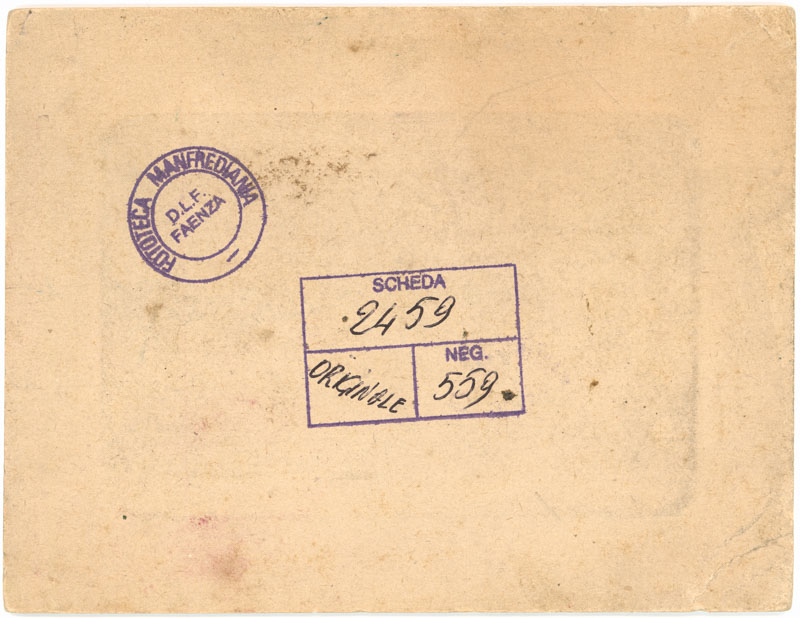 FOTOTECA MANFREDIANA
D.L.F.
FAENZA
SCHEDA
2459
ORIGINALE
NEG.
559